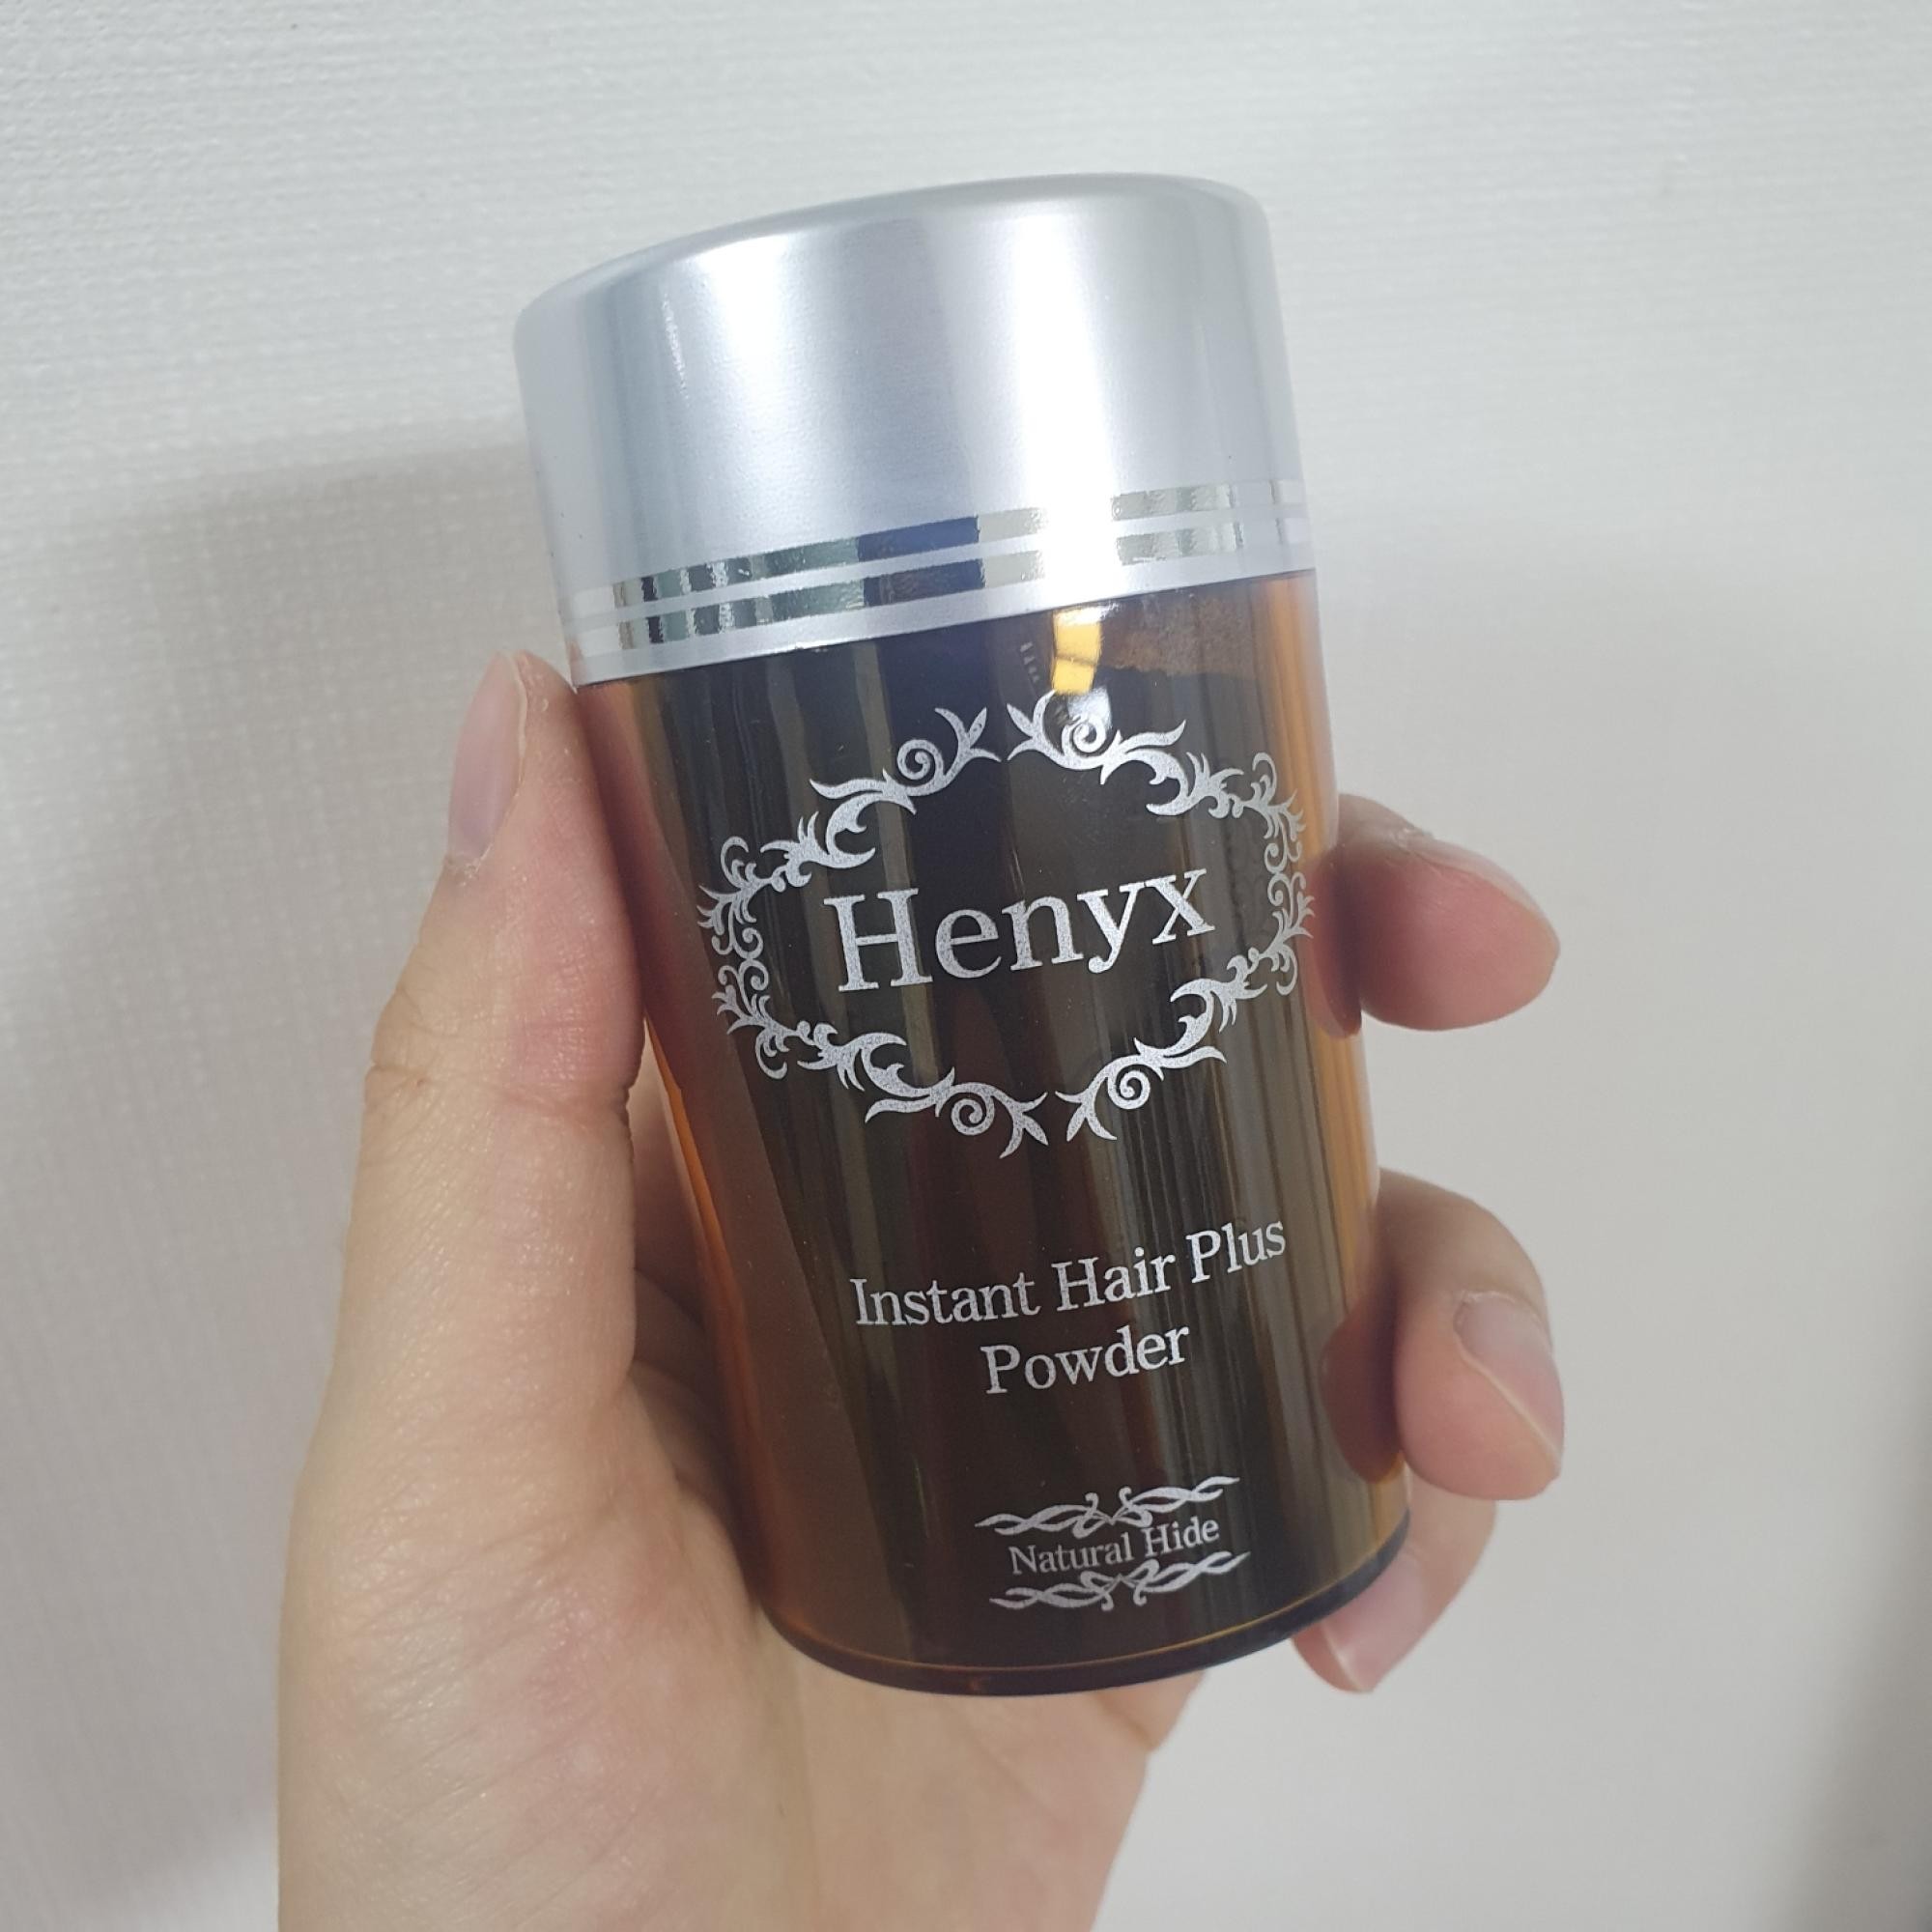 Henyx
Instant Hair Plus
Powder
Natural Hide